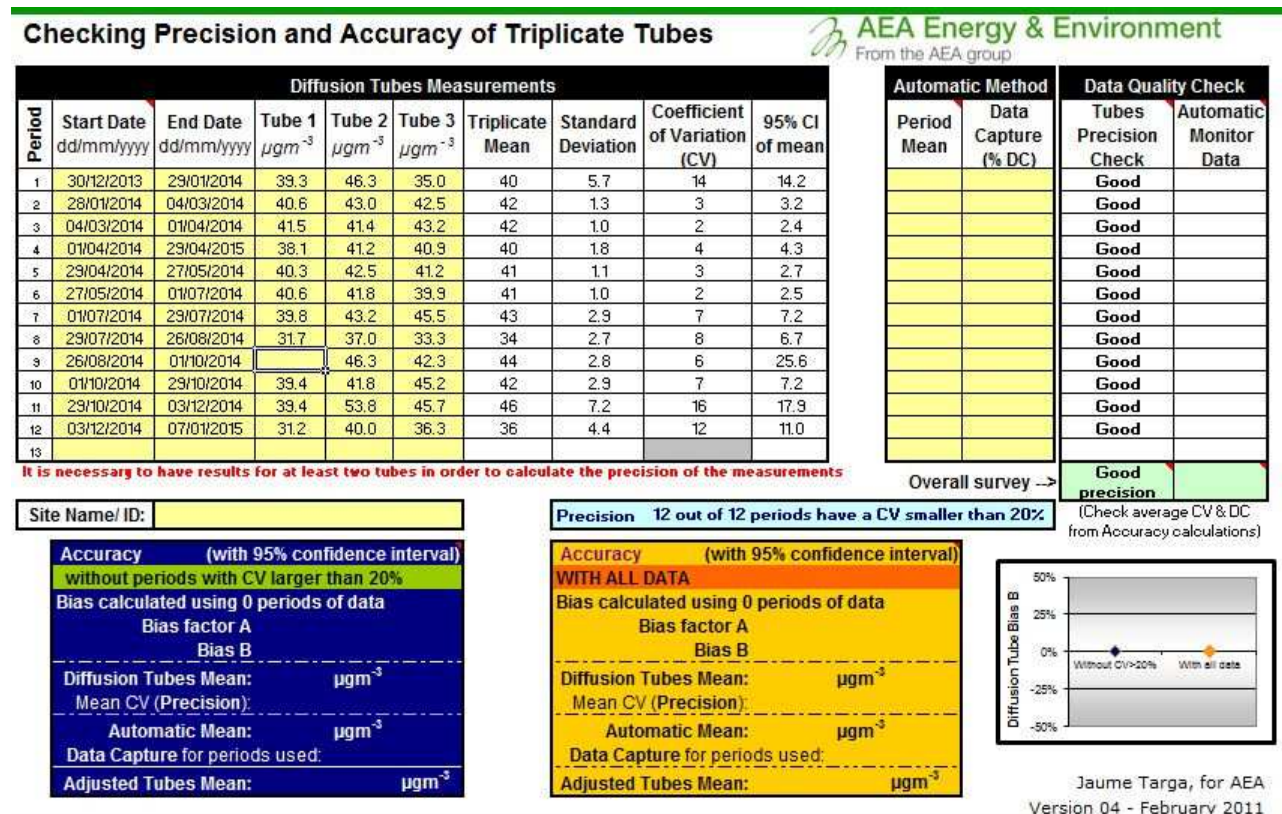 Checking Precision and Accuracy of Triplicate Tubes
AEA Energy & Environment
From the AEA group
Diffusion Tubes Measurements
Period Start Date dd/mm/yyyy End Date dd/mm/yyyy Tube 1 µgm-3 Tube 2 µgm-3 Tube 3 µgm-3 Triplicate Mean Standard Deviation Coefficient of Variation (CV) 95% CI of mean
Automatic Method Data Quality Check
Period Mean Data Capture (% DC) Tubes Precision Check Automatic Monitor Data
1 30/12/2013 29/01/2014 39.3 46.3 35.0 40 5.7 14 14.2 Good
2 28/01/2014 04/03/2014 40.6 43.0 42.5 42 1.3 3 3.2 Good
3 04/03/2014 01/04/2014 41.5 41.4 43.2 42 1.0 2 2.4 Good
4 01/04/2014 29/04/2015 38.1 41.2 40.9 40 1.8 4 4.3 Good
5 29/04/2014 27/05/2014 40.3 42.5 41.2 41 1.1 3 2.7 Good
6 27/05/2014 01/07/2014 40.6 41.8 39.9 41 1.0 2 2.5 Good
7 01/07/2014 29/07/2014 39.8 43.2 45.5 43 2.9 7 7.2 Good
8 29/07/2014 26/08/2014 31.7 37.0 33.3 34 2.7 8 6.7 Good
9 26/08/2014 01/10/2014 46.3 42.3 44 2.8 6 25.6 Good
10 01/10/2014 29/10/2014 39.4 41.8 45.2 42 2.9 7 7.2 Good
11 29/10/2014 03/12/2014 39.4 53.8 45.7 46 7.2 16 17.9 Good
12 03/12/2014 07/01/2015 31.2 40.0 36.3 36 4.4 12 11.0 Good
13
It is necessary to have results for at least two tubes in order to calculate the precision of the measurements
Overall survey --> Good precision
(Check average CV & DC from Accuracy calculations)
Site Name/ ID:
Precision 12 out of 12 periods have a CV smaller than 20%
Accuracy (with 95% confidence interval)
without periods with CV larger than 20%
Bias calculated using 0 periods of data
Bias factor A
Bias B
Diffusion Tubes Mean: µgm-3
Mean CV (Precision):
Automatic Mean: µgm-3
Data Capture for periods used:
Adjusted Tubes Mean: µgm-3
Accuracy (with 95% confidence interval)
WITH ALL DATA
Bias calculated using 0 periods of data
Bias factor A
Bias B
Diffusion Tubes Mean: µgm-3
Mean CV (Precision):
Automatic Mean: µgm-3
Data Capture for periods used:
Adjusted Tubes Mean: µgm-3
Diffusion Tube Bias B
50%
25%
0%
-25%
-50%
Without CV>20% With all data
Jaume Targa, for AEA
Version 04 - February 2011